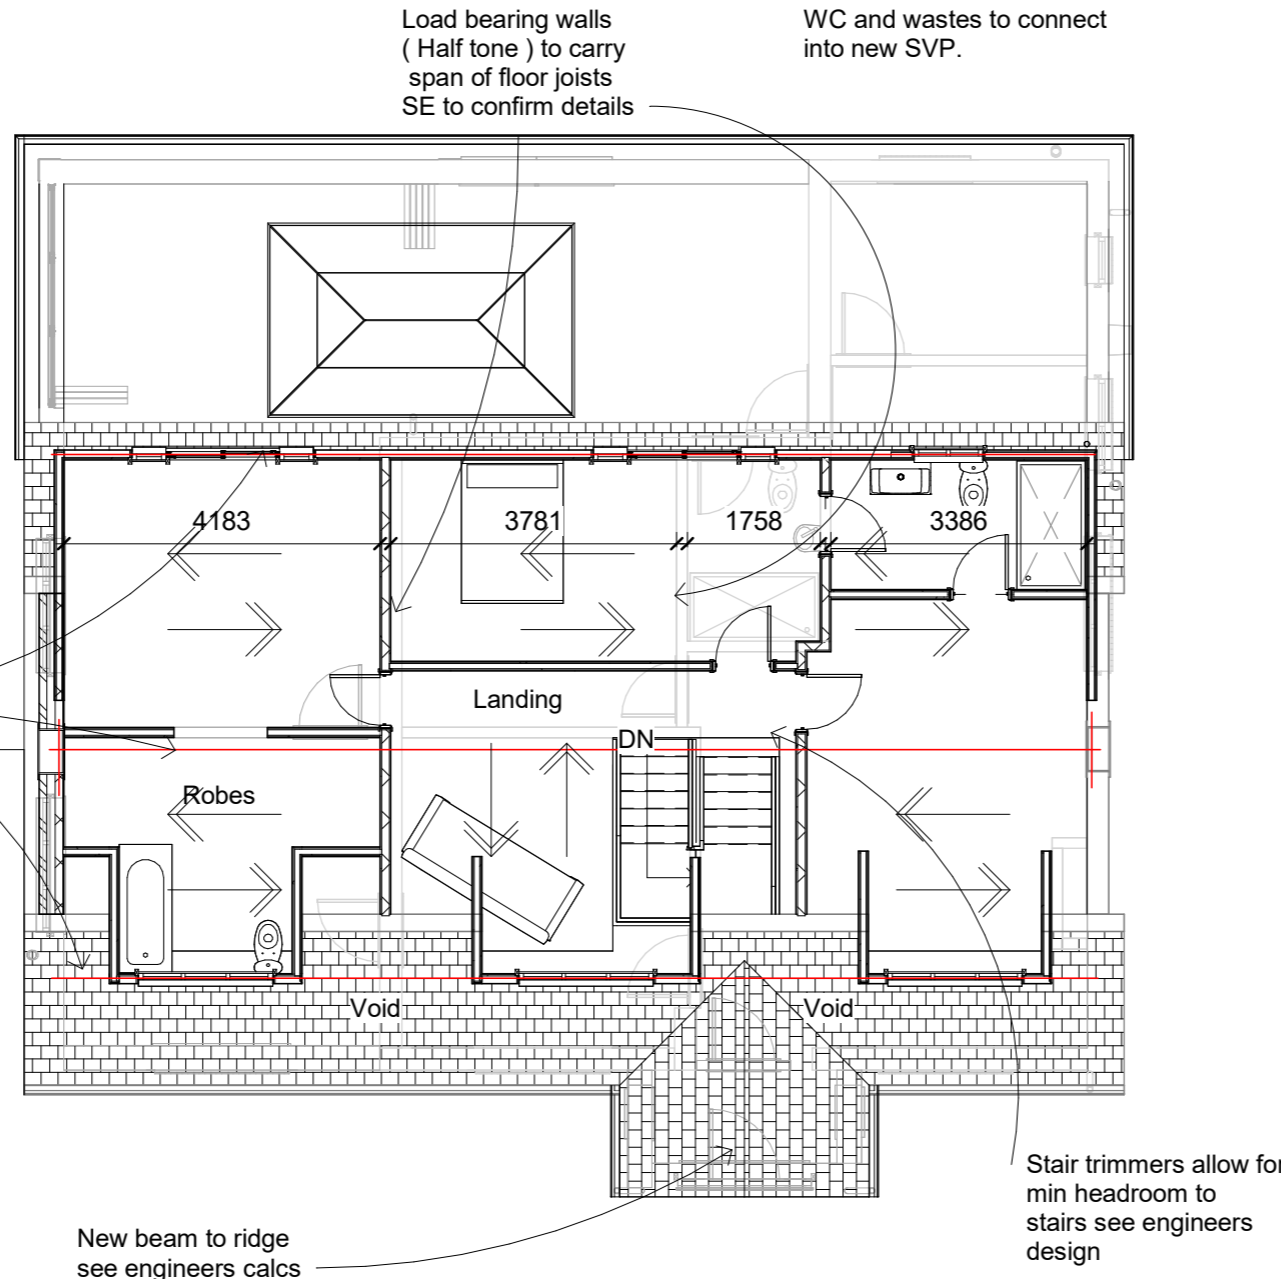 Load bearing walls
( Half tone ) to carry
span of floor joists
SE to confirm details
WC and wastes to connect
into new SVP.
4183
3781
1758
3386
Landing
DN
Robes
Void
Void
Stair trimmers allow for
min headroom to
stairs see engineers
design
New beam to ridge
see engineers calcs